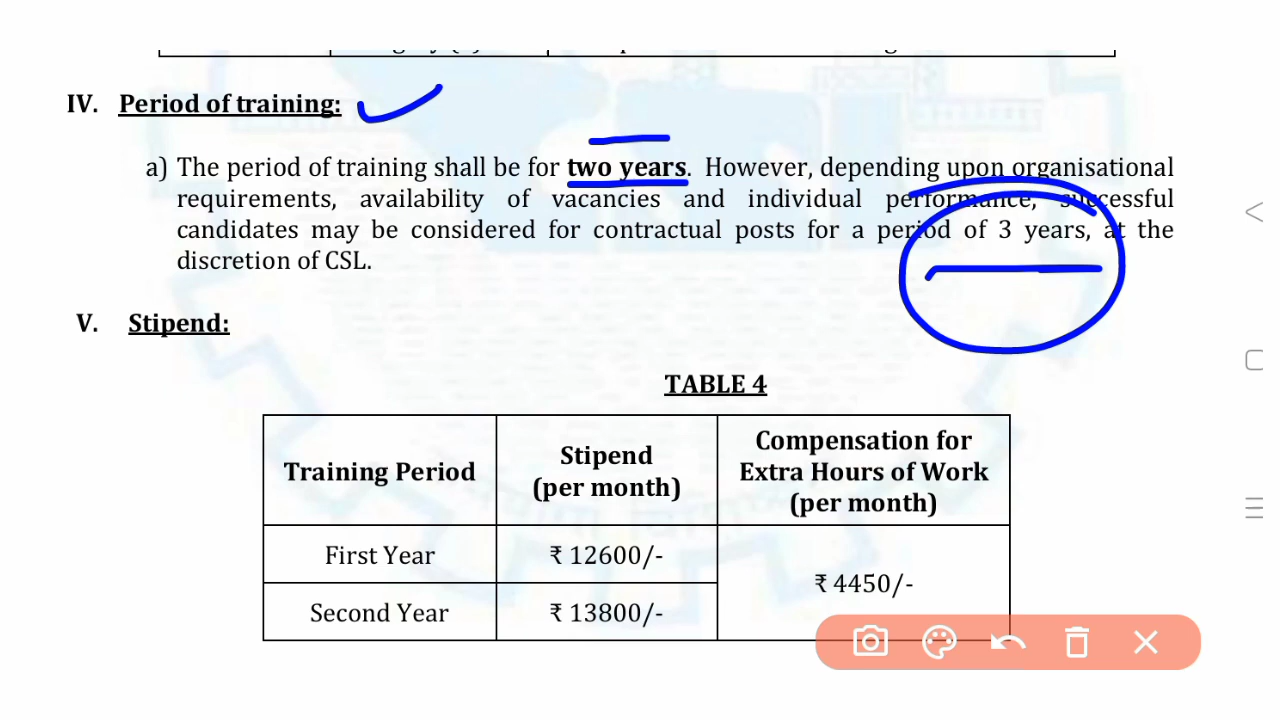 IV. Period of training:
a) The period of training shall be for two years. However, depending upon organisational
requirements, availability of vacancies and individual performance, successful
candidates may be considered for contractual posts for a period of 3 years, at the
discretion of CSL.
V. Stipend:
TABLE 4
Training Period
Stipend
(per month)
Compensation for
Extra Hours of Work
(per month)
First Year
₹ 12600/-
₹ 4450/-
Second Year
₹ 13800/-